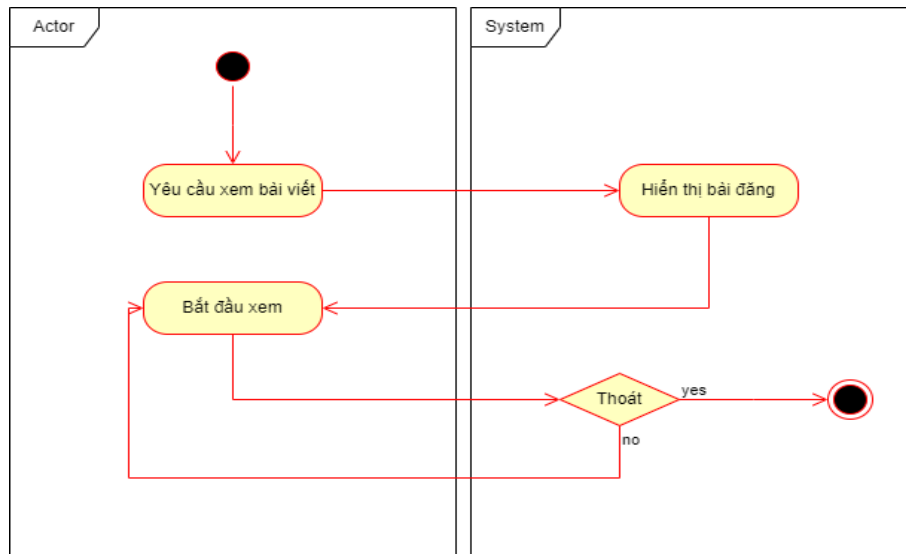 Actor
System
Yêu cầu xem bài viết
Hiển thị bài đăng
Bắt đầu xem
Thoát
yes
no